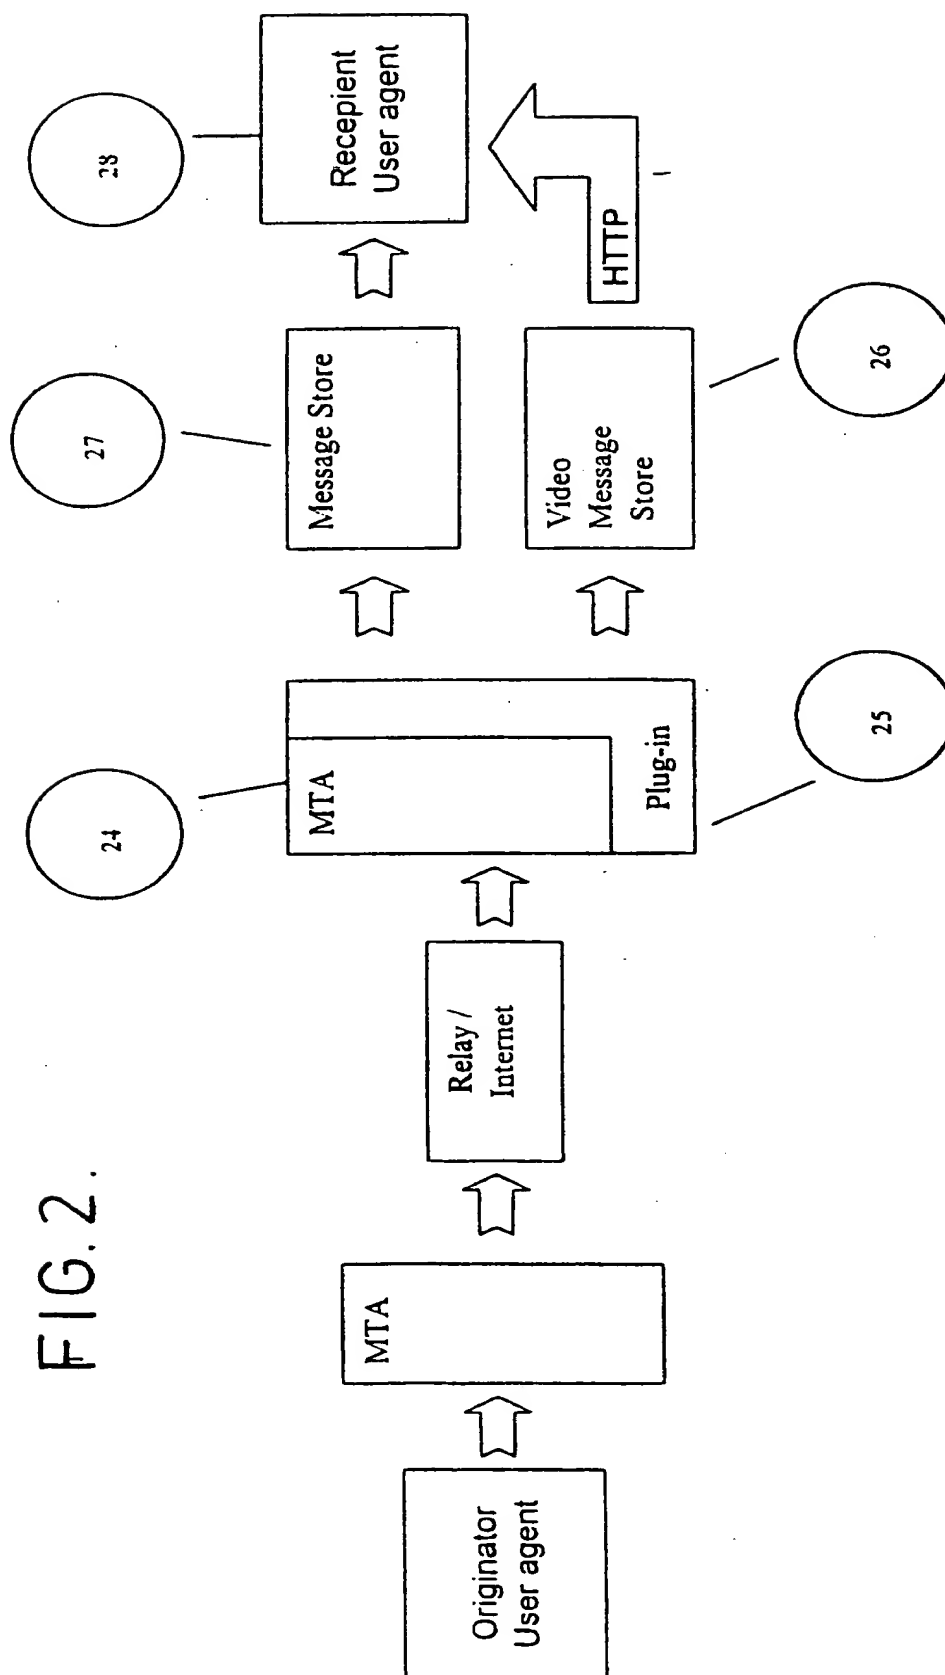 FIG. 2.
Originator
User agent
MTA
Relay /
Internet
24
MTA
Plug-in
25
27
Message Store
Video
Message
Store
26
28
Recepient
User agent
HTTP